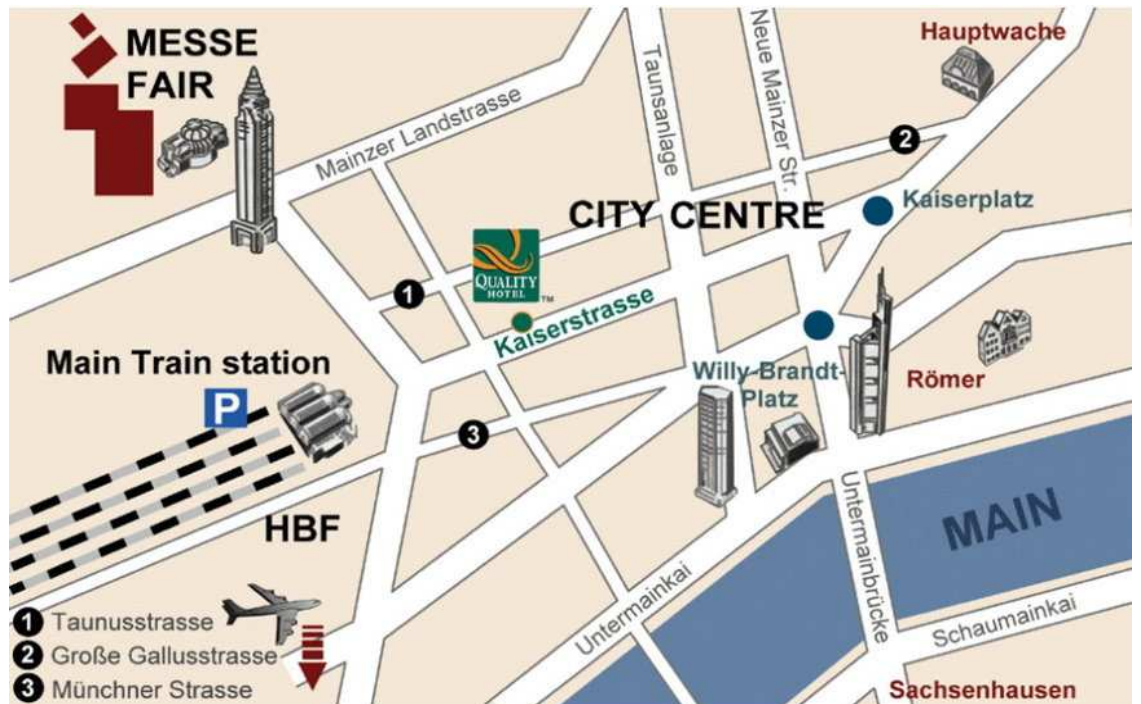 MESSE
FAIR
Hauptwache
Mainzer Landstrasse
Taunsanlage
Neue Mainzer Str.
2
Kaiserplatz
CITY CENTRE
QUALITY
HOTEL
TM
1
Kaiserstrasse
Main Train station
P
Willy-Brandt-
Platz
Römer
3
HBF
MAIN
Untermainkai
Untermainbrücke
Schaumainkai
Sachsenhausen
1 Taunusstrasse
2 Große Gallusstrasse
3 Münchner Strasse